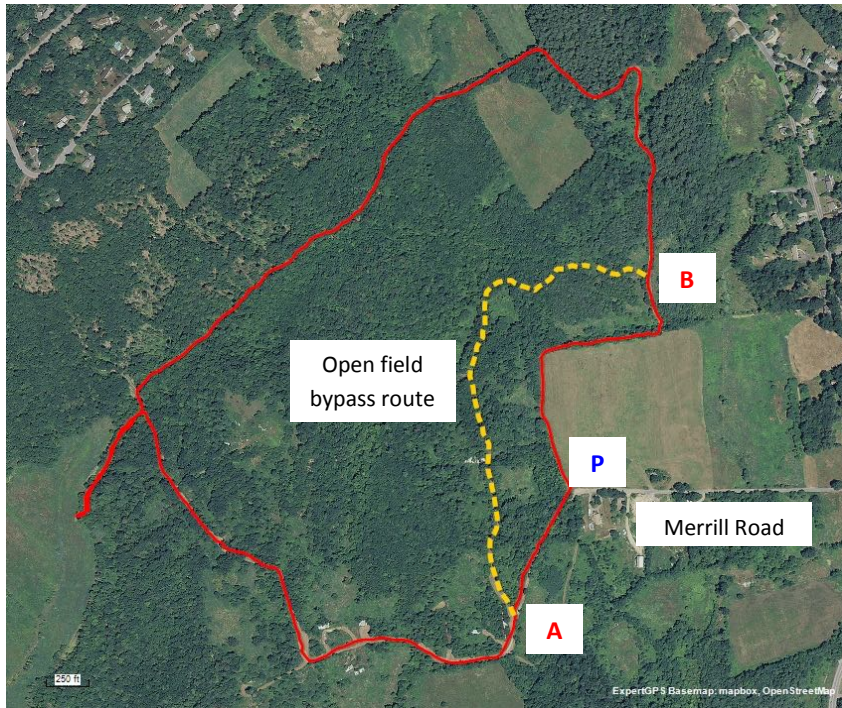 B
Open field
bypass route
P
Merrill Road
A
250 ft
ExpertGPS Basemap: mapbox, OpenStreetMap